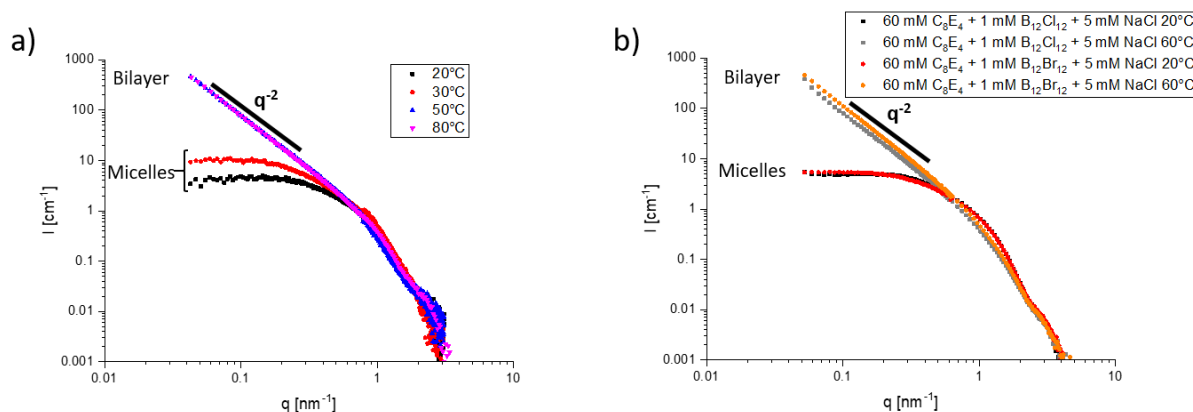 a)
1000
100
10
1
0.1
0.01
0.001
I [cm⁻¹]
Bilayer
Micelles
q⁻²
20°C
30°C
50°C
80°C
0.01
0.1
1
10
q [nm⁻¹]
b)
60 mM C₈E₄ + 1 mM B₁₂Cl₁₂ + 5 mM NaCl 20°C
60 mM C₈E₄ + 1 mM B₁₂Cl₁₂ + 5 mM NaCl 60°C
60 mM C₈E₄ + 1 mM B₁₂Br₁₂ + 5 mM NaCl 20°C
60 mM C₈E₄ + 1 mM B₁₂Br₁₂ + 5 mM NaCl 60°C
1000
100
10
1
0.1
0.01
0.001
I [cm⁻¹]
Bilayer
Micelles
q⁻²
0.01
0.1
1
10
q [nm⁻¹]